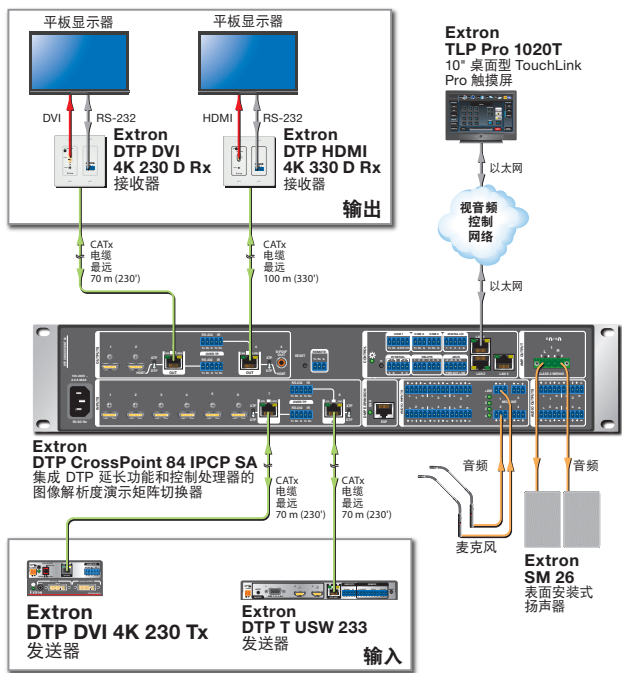 平板显示器
平板显示器
DVI
RS-232
HDMI
RS-232
Extron
DTP DVI
4K 230 D Rx
接收器
Extron
DTP HDMI
4K 330 D Rx
接收器
输出
Extron
TLP Pro 1020T
10" 桌面型 TouchLink
Pro 触摸屏
以太网
视音频
控制
网络
以太网
CATx
电缆
最远
70 m (230')
CATx
电缆
最远
100 m (330')
Extron
DTP CrossPoint 84 IPCP SA
集成 DTP 延长功能和控制处理器的
图像解析度演示矩阵切换器
CATx
电缆
最远
70 m (230')
CATx
电缆
最远
70 m (230')
音频
麦克风
音频
Extron
SM 26
表面安装式
扬声器
Extron
DTP DVI 4K 230 Tx
发送器
Extron
DTP T USW 233
发送器
输入